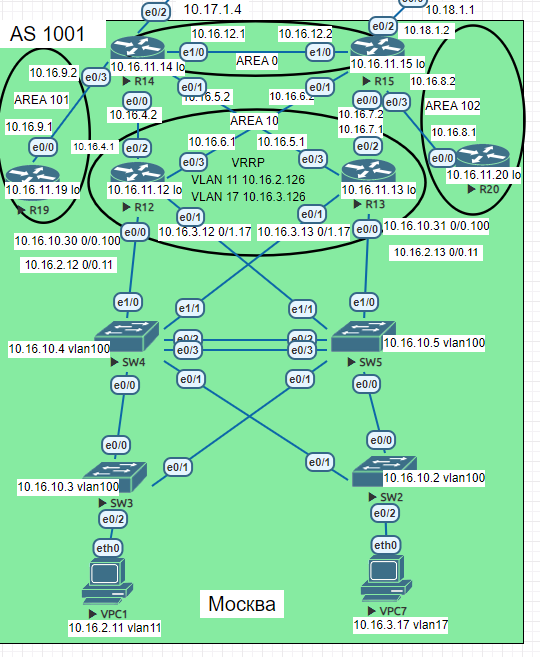 e0/2
10.17.1.4
10.18.1.1
AS 1001
10.16.12.1
10.16.12.2
e0/2
10.18.1.2
e1/0
e1/0
AREA 0
10.16.11.14 lo
10.16.11.15 lo
10.16.9.2
e0/3
R14
R15
10.16.8.2
e0/1
e0/1
AREA 101
e0/0
10.16.5.2
10.16.6.2
e0/0
e0/3
AREA 102
10.16.4.2
10.16.7.2
10.16.9.1
AREA 10
10.16.7.1
10.16.8.1
e0/0
10.16.4.1
e0/2
10.16.6.1
10.16.5.1
e0/2
e0/0
e0/3
VRRP
e0/3
10.16.11.19 lo
10.16.11.12 lo
VLAN 11 10.16.2.126
10.16.11.13 lo
10.16.11.20 lo
R19
R12
VLAN 17 10.16.3.126
R13
R20
e0/1
e0/1
e0/0
10.16.3.12 0/1.17
10.16.3.13 0/1.17
e0/0
10.16.10.31 0/0.100
10.16.10.30 0/0.100
10.16.2.13 0/0.11
10.16.2.12 0/0.11
e1/0
e1/1
e1/1
e1/0
e0/2
e0/2
10.16.10.4 vlan100
e0/3
e0/3
10.16.10.5 vlan100
SW4
SW5
e0/0
e0/1
e0/1
e0/0
e0/0
e0/0
e0/1
e0/1
10.16.10.3 vlan100
10.16.10.2 vlan100
SW3
SW2
e0/2
e0/2
eth0
eth0
VPC1
Москва
VPC7
10.16.2.11 vlan11
10.16.3.17 vlan17